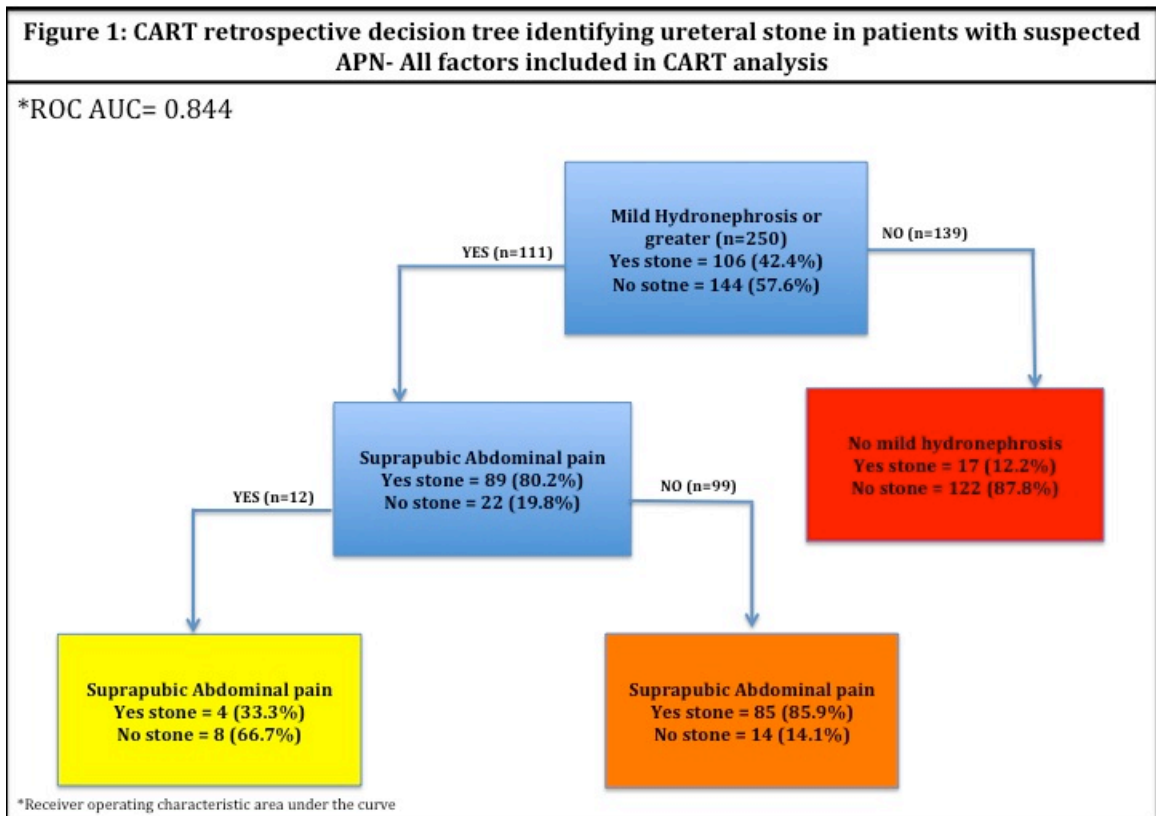 Figure 1: CART retrospective decision tree identifying ureteral stone in patients with suspected
APN- All factors included in CART analysis
*ROC AUC= 0.844
Mild Hydronephrosis or
greater (n=250)
Yes stone = 106 (42.4%)
No sotne = 144 (57.6%)
YES (n=111)
NO (n=139)
Suprapubic Abdominal pain
Yes stone = 89 (80.2%)
No stone = 22 (19.8%)
No mild hydronephrosis
Yes stone = 17 (12.2%)
No stone = 122 (87.8%)
YES (n=12)
NO (n=99)
Suprapubic Abdominal pain
Yes stone = 4 (33.3%)
No stone = 8 (66.7%)
Suprapubic Abdominal pain
Yes stone = 85 (85.9%)
No stone = 14 (14.1%)
*Receiver operating characteristic area under the curve